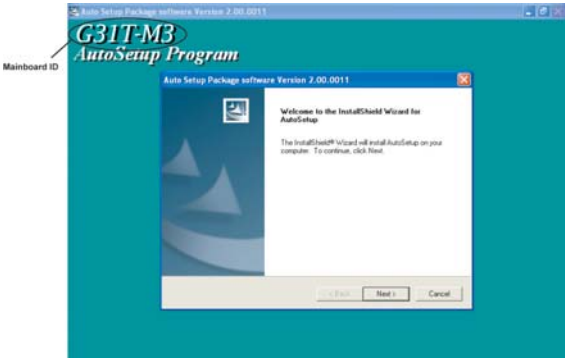 Auto Setup Package software Version 2.00.0011
G31T-M3
AutoSetup Program
Mainboard ID
Auto Setup Package software Version 2.00.0011
Welcome to the InstallShield Wizard for
AutoSetup
The InstallShield® Wizard will install AutoSetup on your
computer. To continue, click Next.
< Back
Next >
Cancel